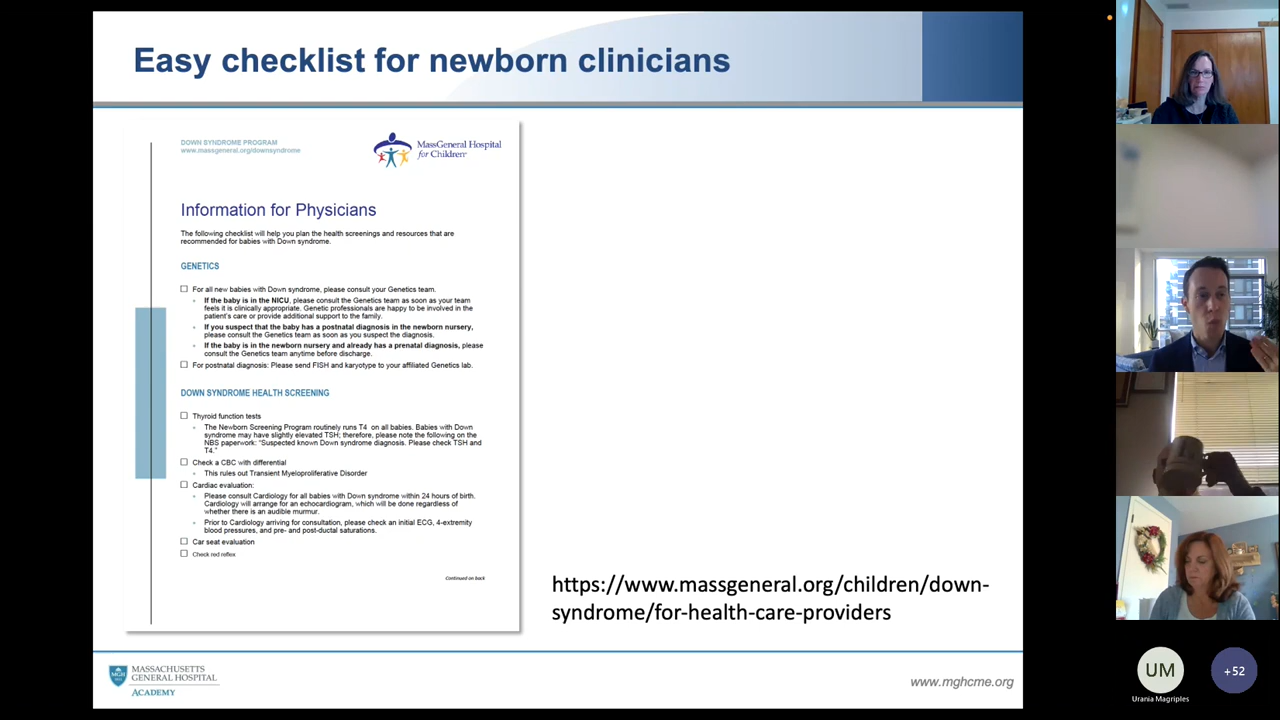 Easy checklist for newborn clinicians
DOWN SYNDROME PROGRAM
www.massgeneral.org/downsyndrome
MassGeneral Hospital
for Children
Information for Physicians
The following checklist will help you plan the health screenings and resources that are
recommended for babies with Down syndrome.
GENETICS
For all new babies with Down syndrome, please consult your Genetics team.
If the baby is in the NICU, please consult the Genetics team as soon as your team
feels it is clinically appropriate. Genetic professionals are happy to be involved in the
patient's care or provide additional support to the family.
If you suspect that the baby has a postnatal diagnosis in the newborn nursery,
please consult the Genetics team as soon as you suspect the diagnosis.
If the baby is in the newborn nursery and already has a prenatal diagnosis, please
consult the Genetics team anytime before discharge.
For postnatal diagnosis: Please send FISH and karyotype to your affiliated Genetics lab.
DOWN SYNDROME HEALTH SCREENING
Thyroid function tests
The Newborn Screening Program routinely runs T4 on all babies. Babies with Down
syndrome may have slightly elevated TSH; therefore, please note the following on the
NBS paperwork: “Suspected known Down syndrome diagnosis. Please check TSH and
T4.”
Check a CBC with differential
This rules out Transient Myeloproliferative Disorder
Cardiac evaluation:
Please consult Cardiology for all babies with Down syndrome within 24 hours of birth.
Cardiology will arrange for an echocardiogram, which will be done regardless of
whether there is an audible murmur.
Prior to Cardiology arriving for consultation, please check an initial ECG, 4-extremity
blood pressures, and pre- and post-ductal saturations.
Car seat evaluation
Check red reflex
Continued on back
https://www.massgeneral.org/children/down-
syndrome/for-health-care-providers
MGH
MASSACHUSETTS
GENERAL HOSPITAL
ACADEMY
www.mghcme.org
UM
+52
Urania Magriples